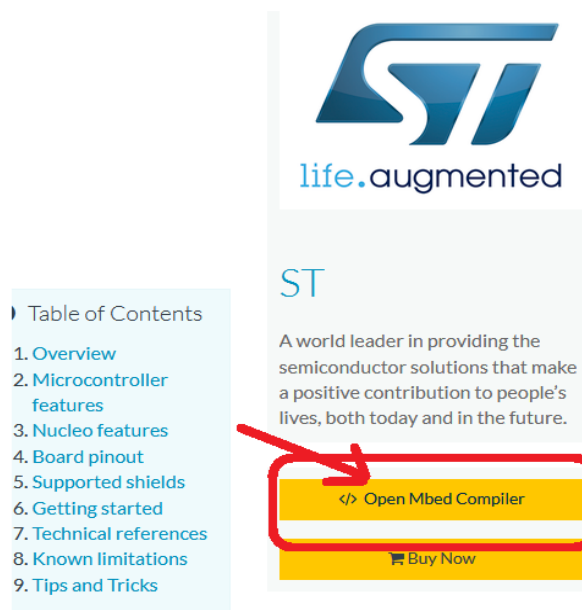 ST
life.augmented
ST
A world leader in providing the
semiconductor solutions that make
a positive contribution to people's
lives, both today and in the future.
</> Open Mbed Compiler
Buy Now
Table of Contents
1. Overview
2. Microcontroller
features
3. Nucleo features
4. Board pinout
5. Supported shields
6. Getting started
7. Technical references
8. Known limitations
9. Tips and Tricks